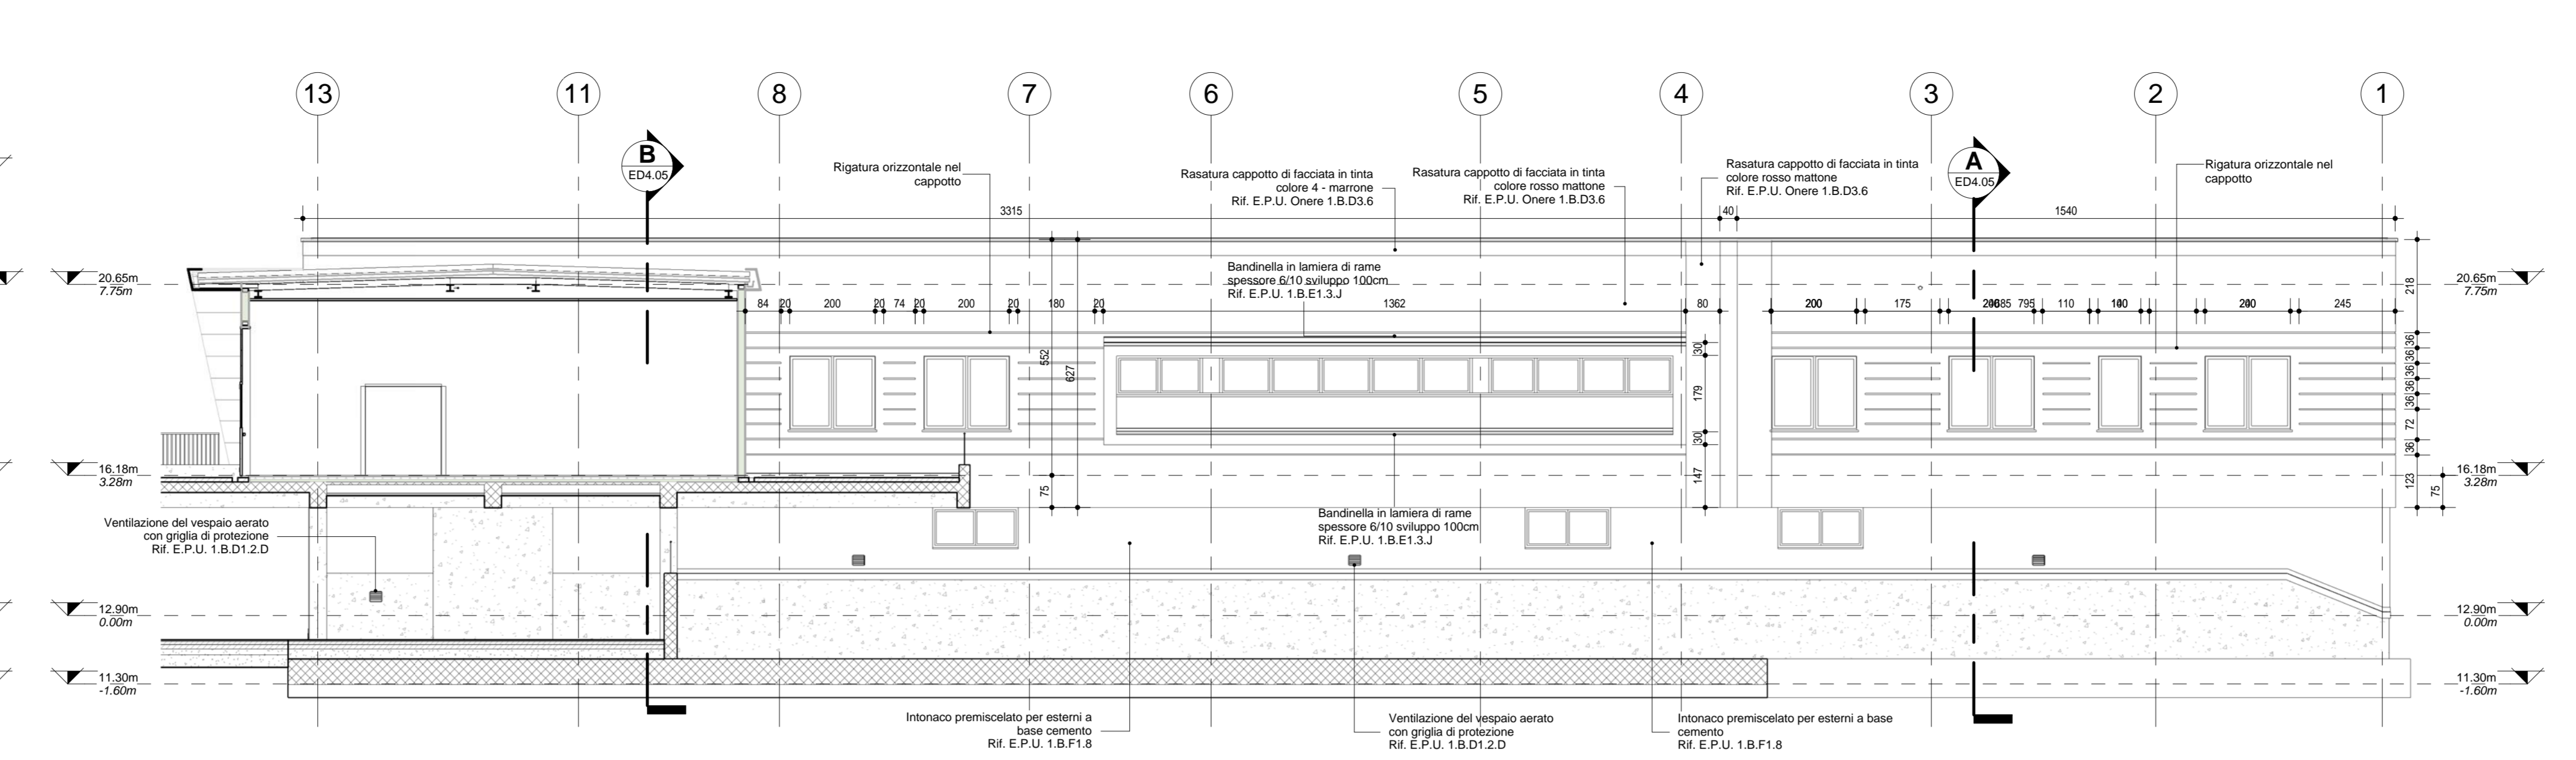 13
11
8
7
6
5
4
3
2
1
B
ED4.05
A
ED4.05
Rigatura orizzontale nel
cappotto
Rasatura cappotto di facciata in tinta
colore 4 - marrone
Rif. E.P.U. Onere 1.B.D3.6
Rasatura cappotto di facciata in tinta
colore rosso mattone
Rif. E.P.U. Onere 1.B.D3.6
Rasatura cappotto di facciata in tinta
colore rosso mattone
Rif. E.P.U. Onere 1.B.D3.6
Rigatura orizzontale nel
cappotto
3315
40
1540
Bandinella in lamiera di rame
spessore 6/10 sviluppo 100cm
Rif. E.P.U. 1.B.E1.3.J
20.65m
7.75m
20.65m
7.75m
84
20
200
20
74
20
200
20
180
20
1362
80
200
175
795
110
245
218
552
627
75
30
179
30
147
36
36
36
36
36
72
36
123
75
16.18m
3.28m
16.18m
3.28m
Bandinella in lamiera di rame
spessore 6/10 sviluppo 100cm
Rif. E.P.U. 1.B.E1.3.J
Ventilazione del vespaio aerato
con griglia di protezione
Rif. E.P.U. 1.B.D1.2.D
12.90m
0.00m
12.90m
0.00m
11.30m
-1.60m
11.30m
-1.60m
Intonaco premiscelato per esterni a
base cemento
Rif. E.P.U. 1.B.F1.8
Ventilazione del vespaio aerato
con griglia di protezione
Rif. E.P.U. 1.B.D1.2.D
Intonaco premiscelato per esterni a base
cemento
Rif. E.P.U. 1.B.F1.8